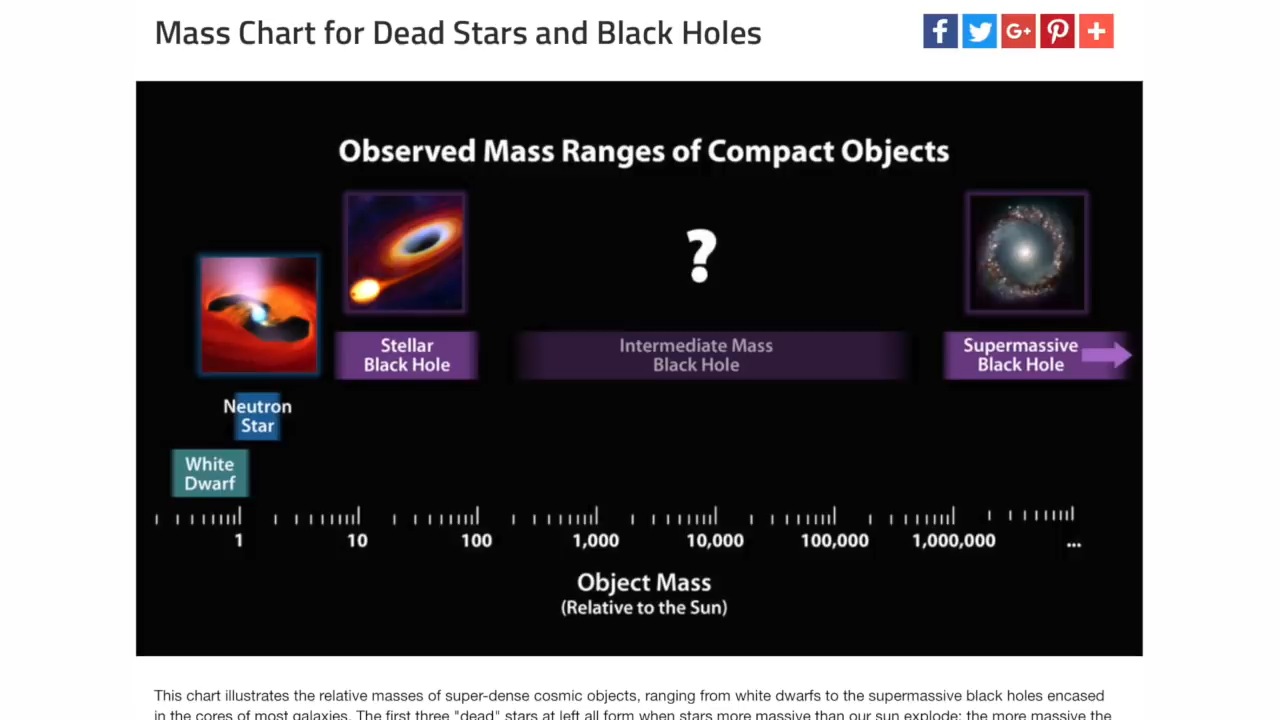 Mass Chart for Dead Stars and Black Holes
f G+ +
Observed Mass Ranges of Compact Objects
?
Stellar
Black Hole
Intermediate Mass
Black Hole
Supermassive
Black Hole
Neutron
Star
White
Dwarf
1 10 100 1,000 10,000 100,000 1,000,000 ...
Object Mass
(Relative to the Sun)
This chart illustrates the relative masses of super-dense cosmic objects, ranging from white dwarfs to the supermassive black holes encased
in the cores of most galaxies. The first three "dead" stars at left all form when stars more massive than our sun explode; the more massive the